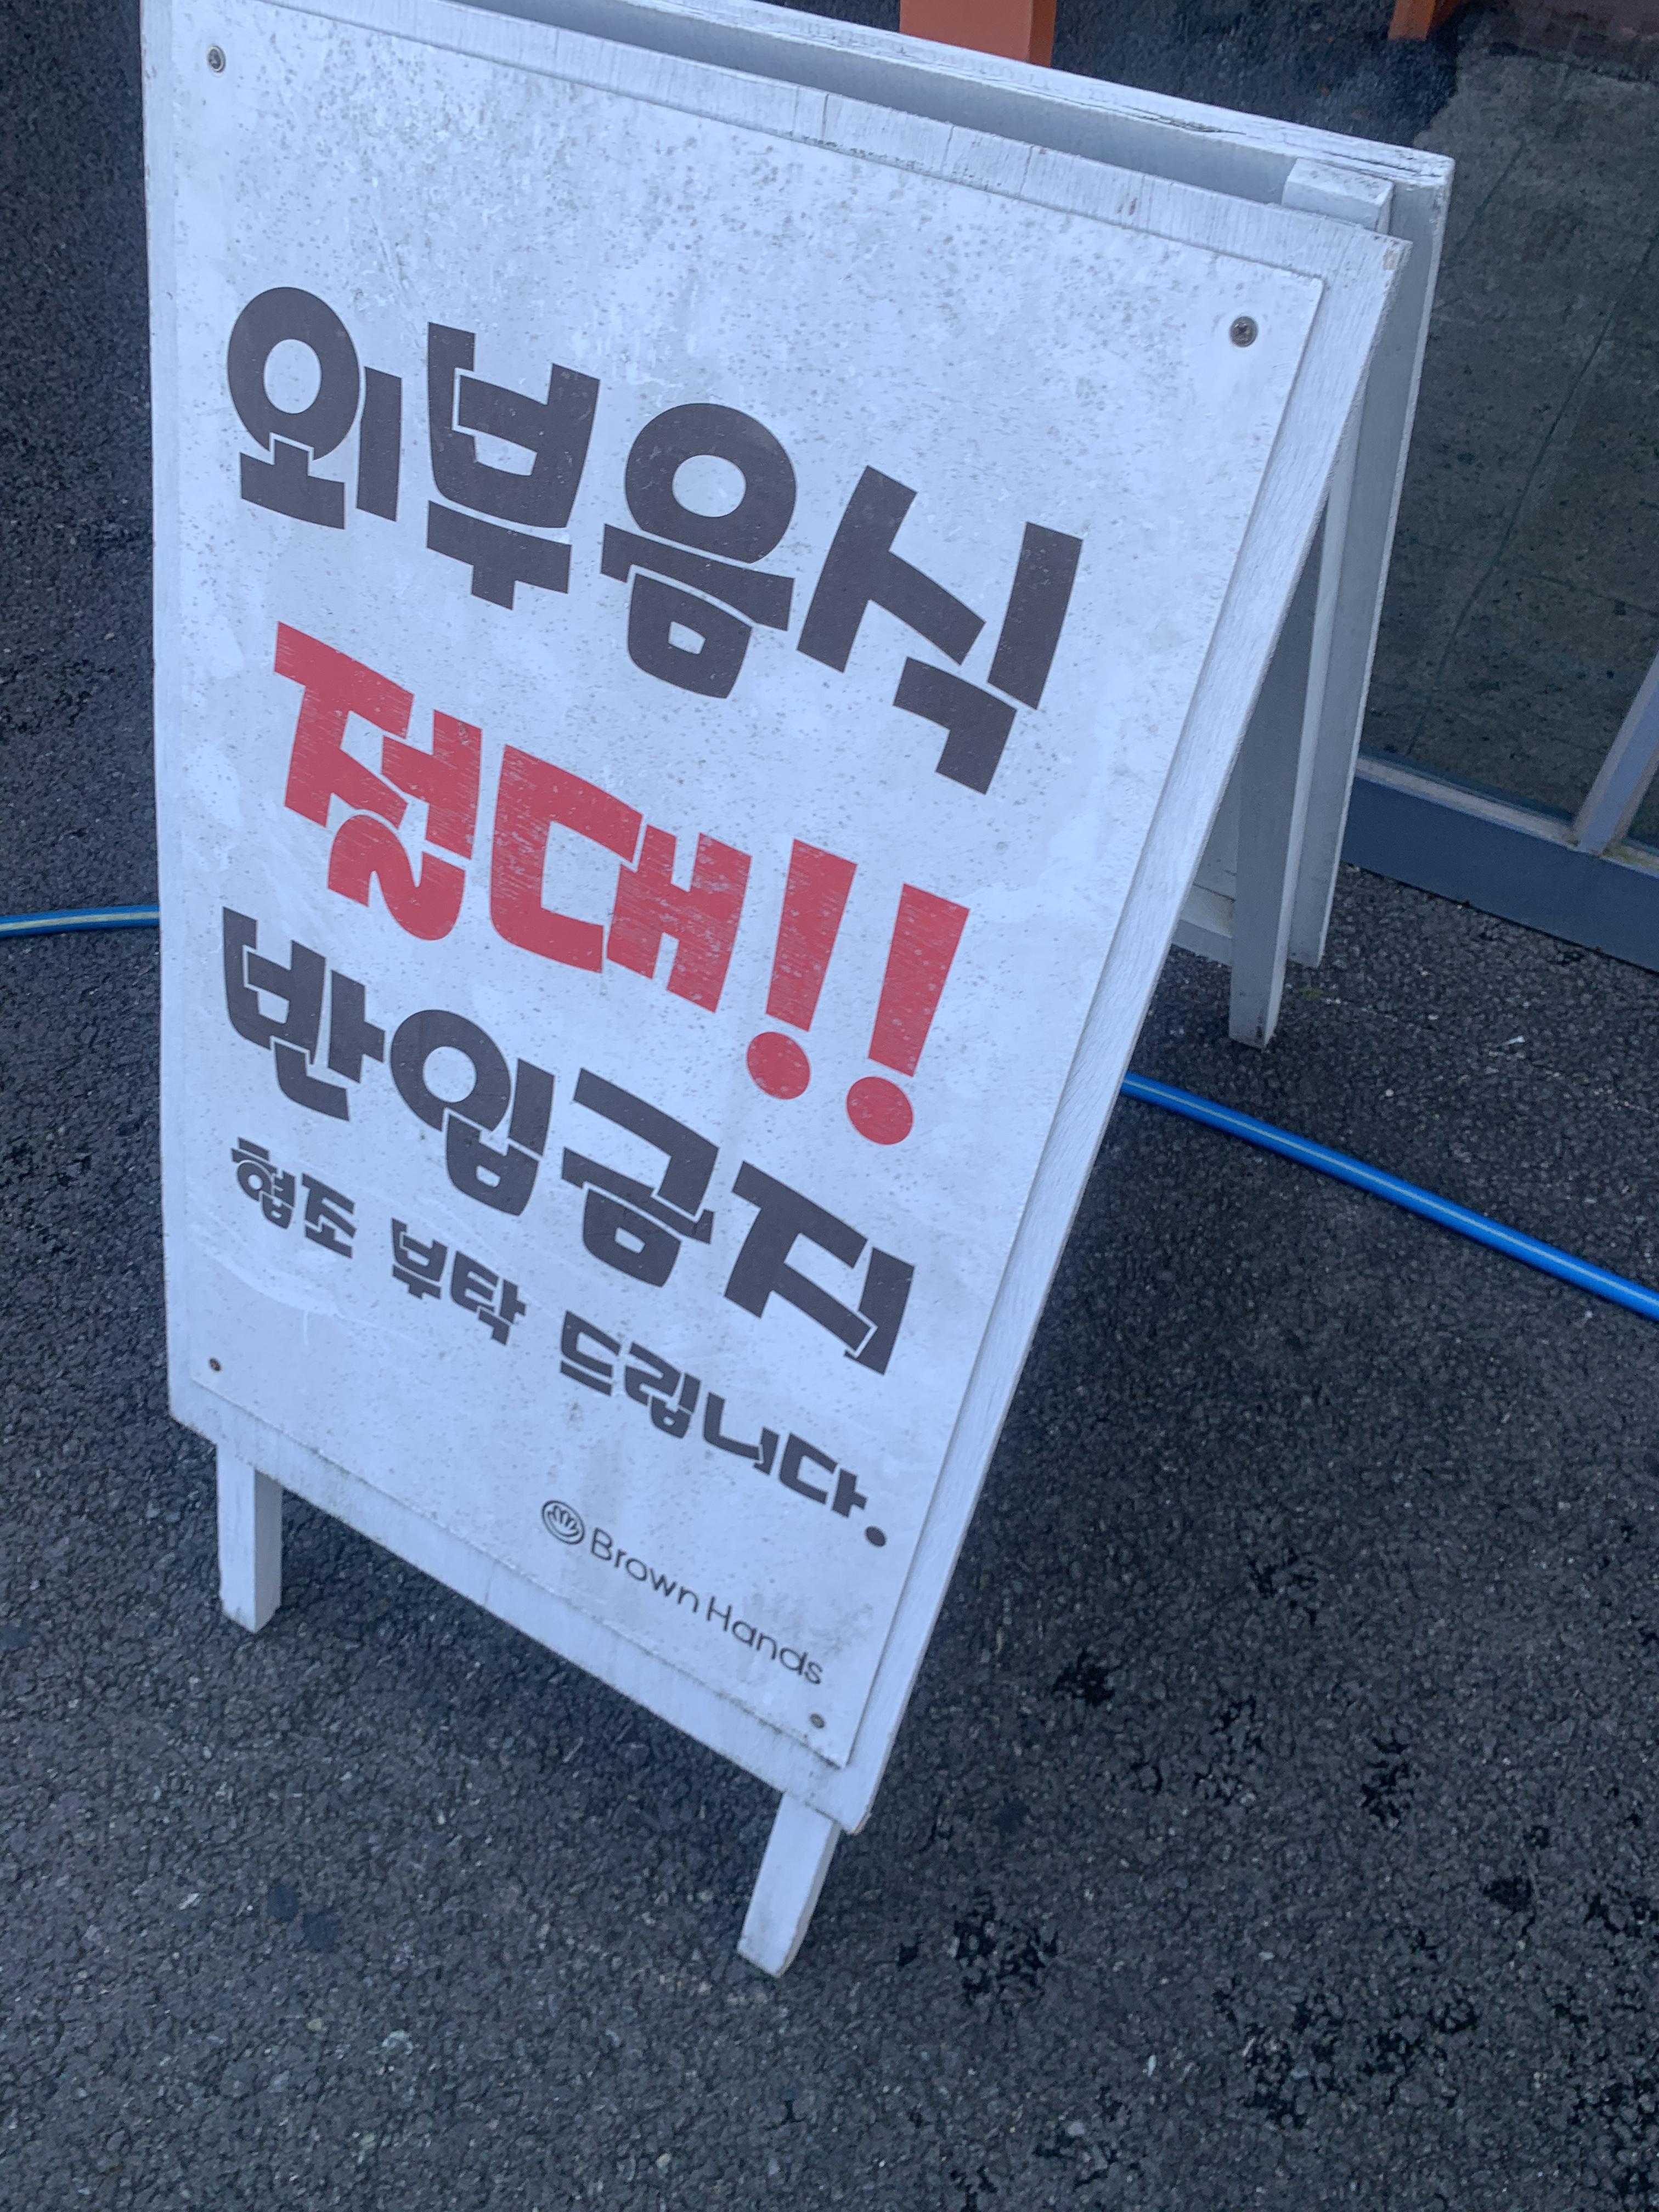 외부음식
절대!!
반입금지
협조 부탁 드립니다.
Brown Hands